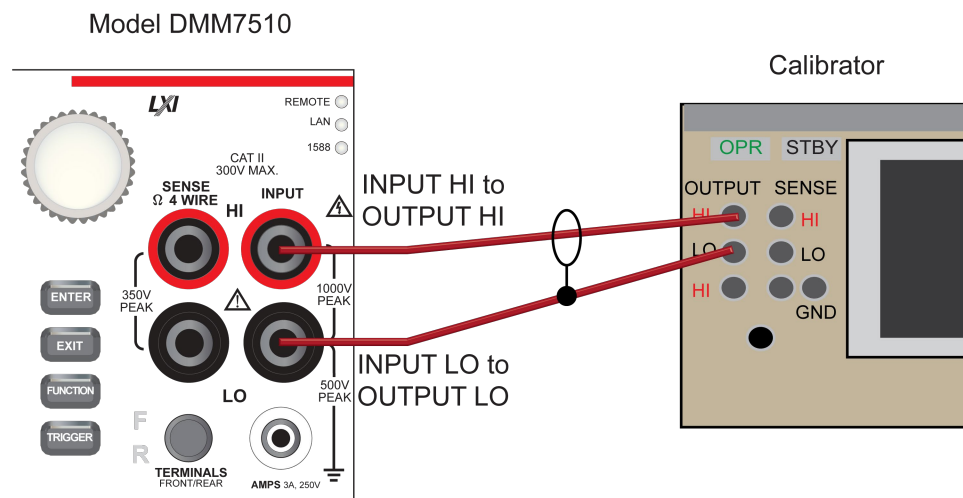 Model DMM7510
Calibrator
LXI
REMOTE
LAN
1588
CAT II
300V MAX.
SENSE
Ω 4 WIRE
HI
INPUT
INPUT HI to
OUTPUT HI
350V
PEAK
1000V
PEAK
ENTER
EXIT
FUNCTION
TRIGGER
LO
500V
PEAK
INPUT LO to
OUTPUT LO
F
R
TERMINALS
FRONT/REAR
AMPS 3A, 250V
OPR
STBY
OUTPUT
SENSE
HI
HI
LO
LO
HI
GND